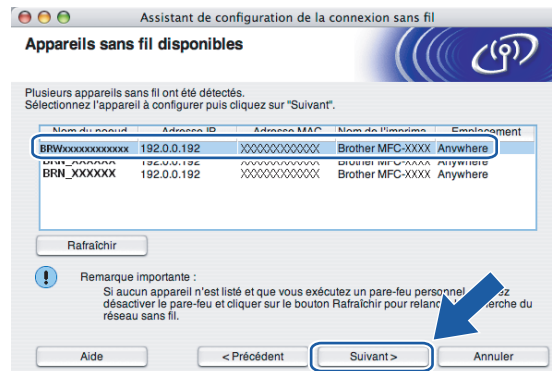 Assistant de configuration de la connexion sans fil
Appareils sans fil disponibles
Plusieurs appareils sans fil ont été détectés.
Sélectionnez l'appareil à configurer puis cliquez sur "Suivant".
Nom du noeud Adresse IP Adresse MAC Nom de l'imprima Emplacement
BRWxxxxxxxxxxxx 192.0.0.192 XXXXXXXXXXXX Brother MFC-XXXX Anywhere
BRN_XXXXXX 192.0.0.192 XXXXXXXXXXXX Brother MFC-XXXX Anywhere
BRN_XXXXXX 192.0.0.192 XXXXXXXXXXXX Brother MFC-XXXX Anywhere
Rafraîchir
Remarque importante :
Si aucun appareil n'est listé et que vous exécutez un pare-feu
désactiver le pare-feu et cliquer sur le bouton Rafraîchir pour du
réseau sans fil.
Aide < Précédent Suivant > Annuler